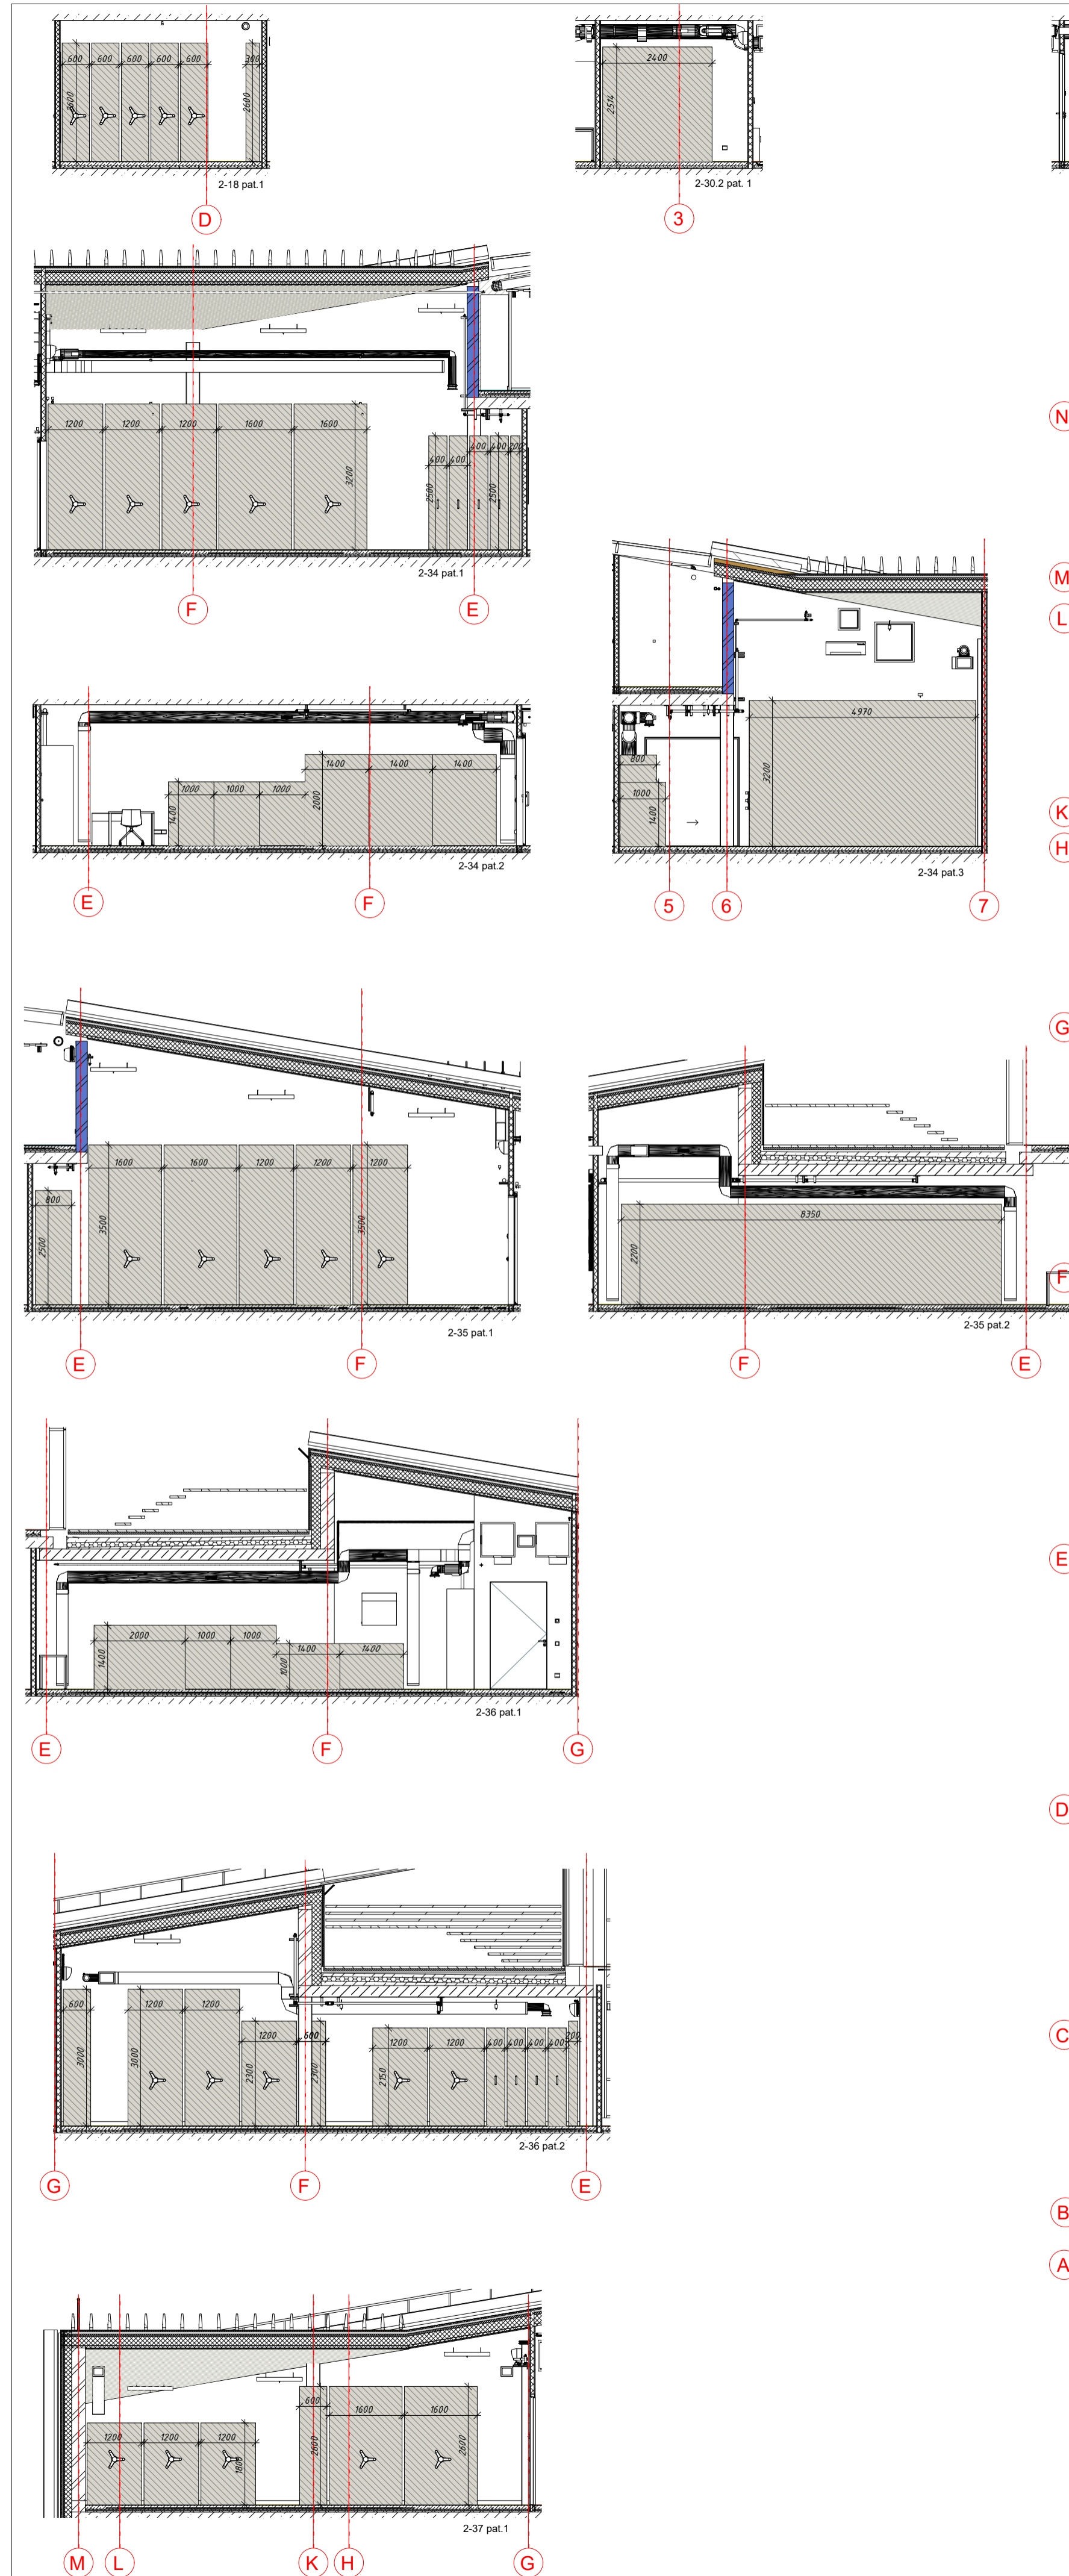 600 600 600 600 600 300
2600 2600
2-18 pat.1
D
2400
2514
2-30.2 pat. 1
3
1200 1200 1200 1600 1600
3200
400 400 400 400 200
2500 2500
2-34 pat.1
F E
N
M
L
4970
3200
800
1000
1400
2-34 pat.3
5 6 7
1400 1400 1400
1000 1000 1000
1400 2000
2-34 pat.2
E F
K
H
G
1600 1600 1200 1200 1200
800
2500 3500 3500
2-35 pat.1
E F
8350
2200
2-35 pat.2
F E
F
2000 1000 1000
1400 1400
1400 1000
2-36 pat.1
E F G
E
D
600 1200 1200
1200 600
1200 1200 400 400 400 400 200
3000 3000 2300 2300 2150
2-36 pat.2
G F E
C
B
A
600
1600 1600
1200 1200 1200
1800 2600 2600
2-37 pat.1
M L K H G